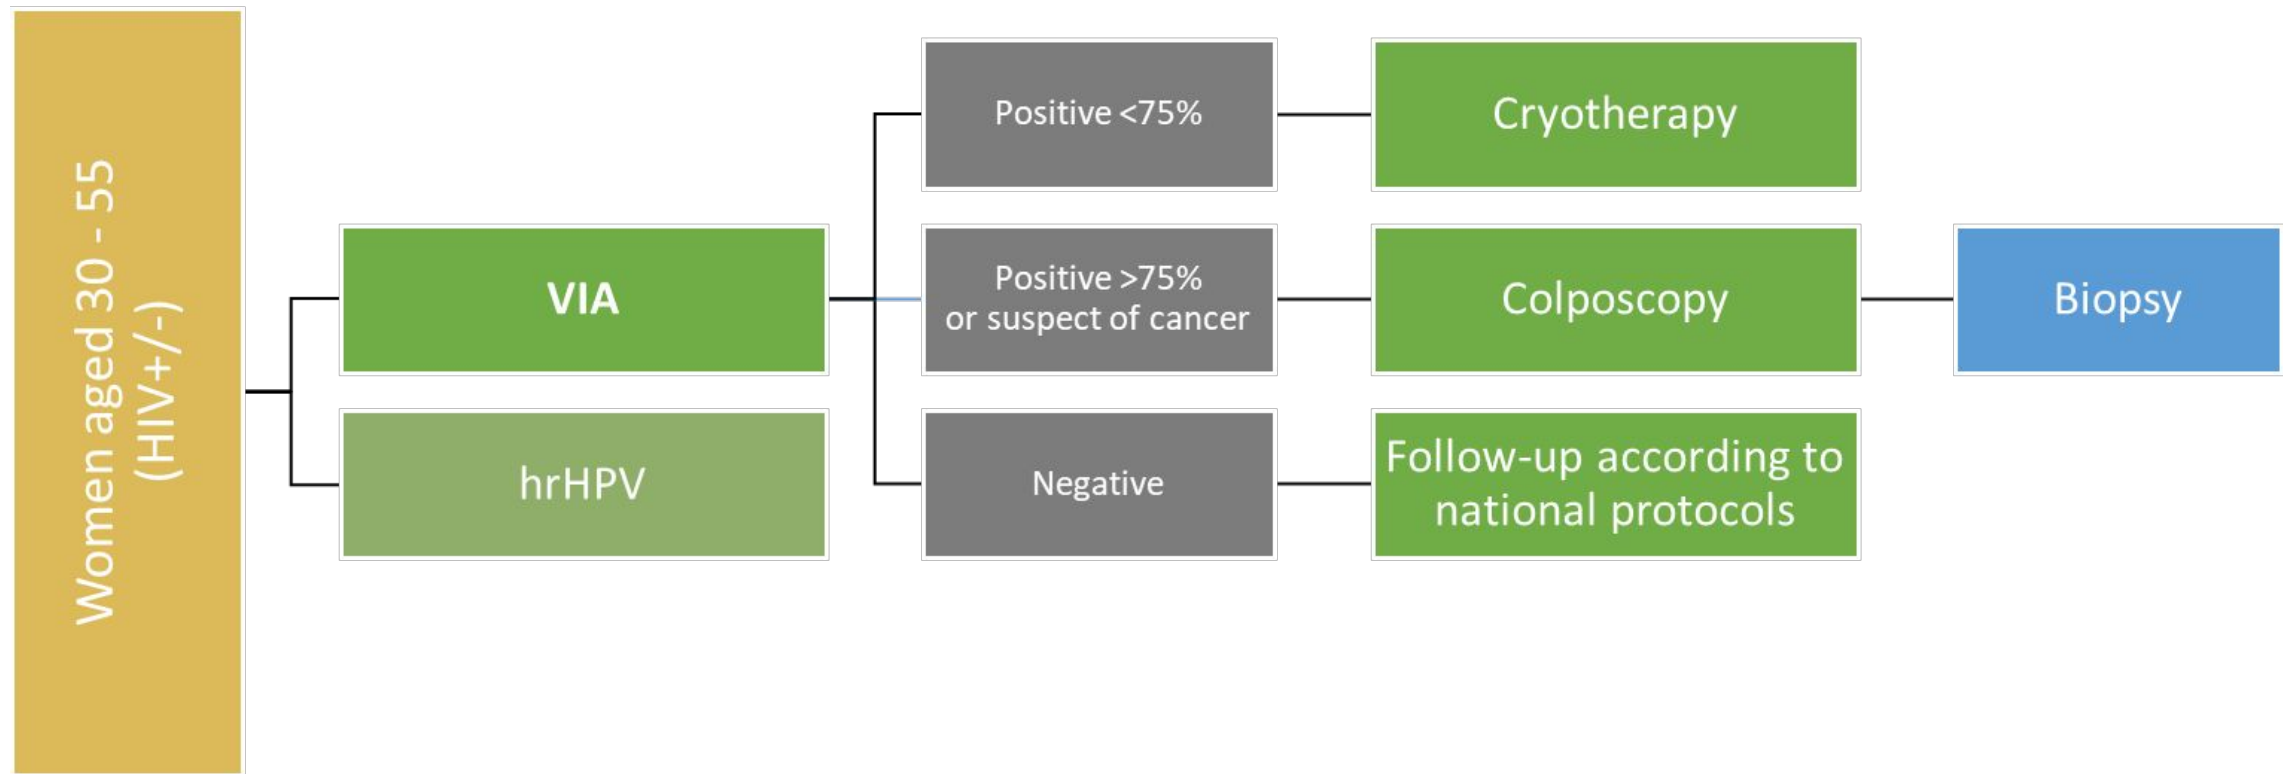 Women aged 30 - 55
(HIV+/-)
VIA
hrHPV
Positive <75%
Positive >75%
or suspect of cancer
Negative
Cryotherapy
Colposcopy
Follow-up according to
national protocols
Biopsy